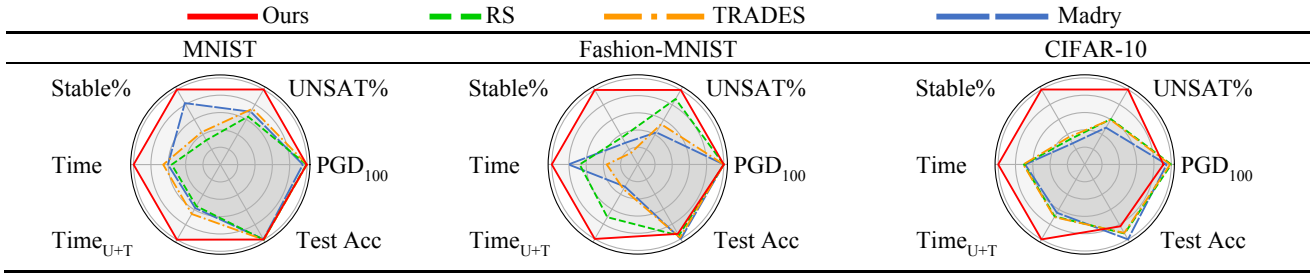 Ours RS TRADES Madry
MNIST Fashion-MNIST CIFAR-10
Stable% UNSAT% Stable% UNSAT% Stable% UNSAT%
Time PGD100 Time PGD100 Time PGD100
TimeU+T Test Acc TimeU+T Test Acc TimeU+T Test Acc